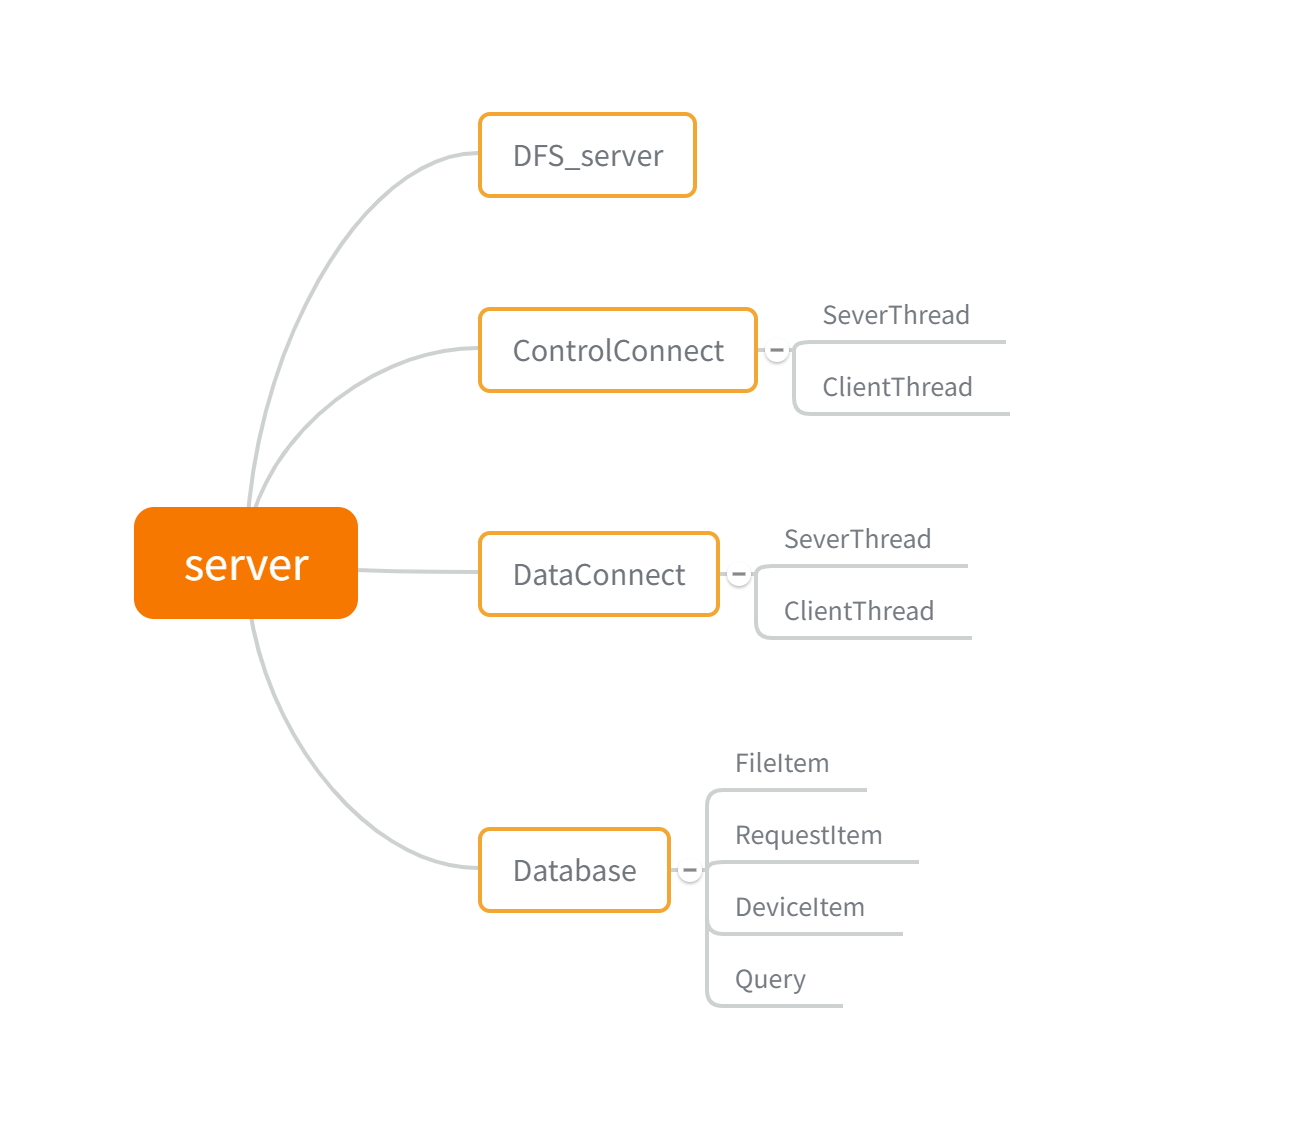 DFS_server
ControlConnect
SeverThread
ClientThread
server
DataConnect
SeverThread
ClientThread
Database
FileItem
RequestItem
DeviceItem
Query